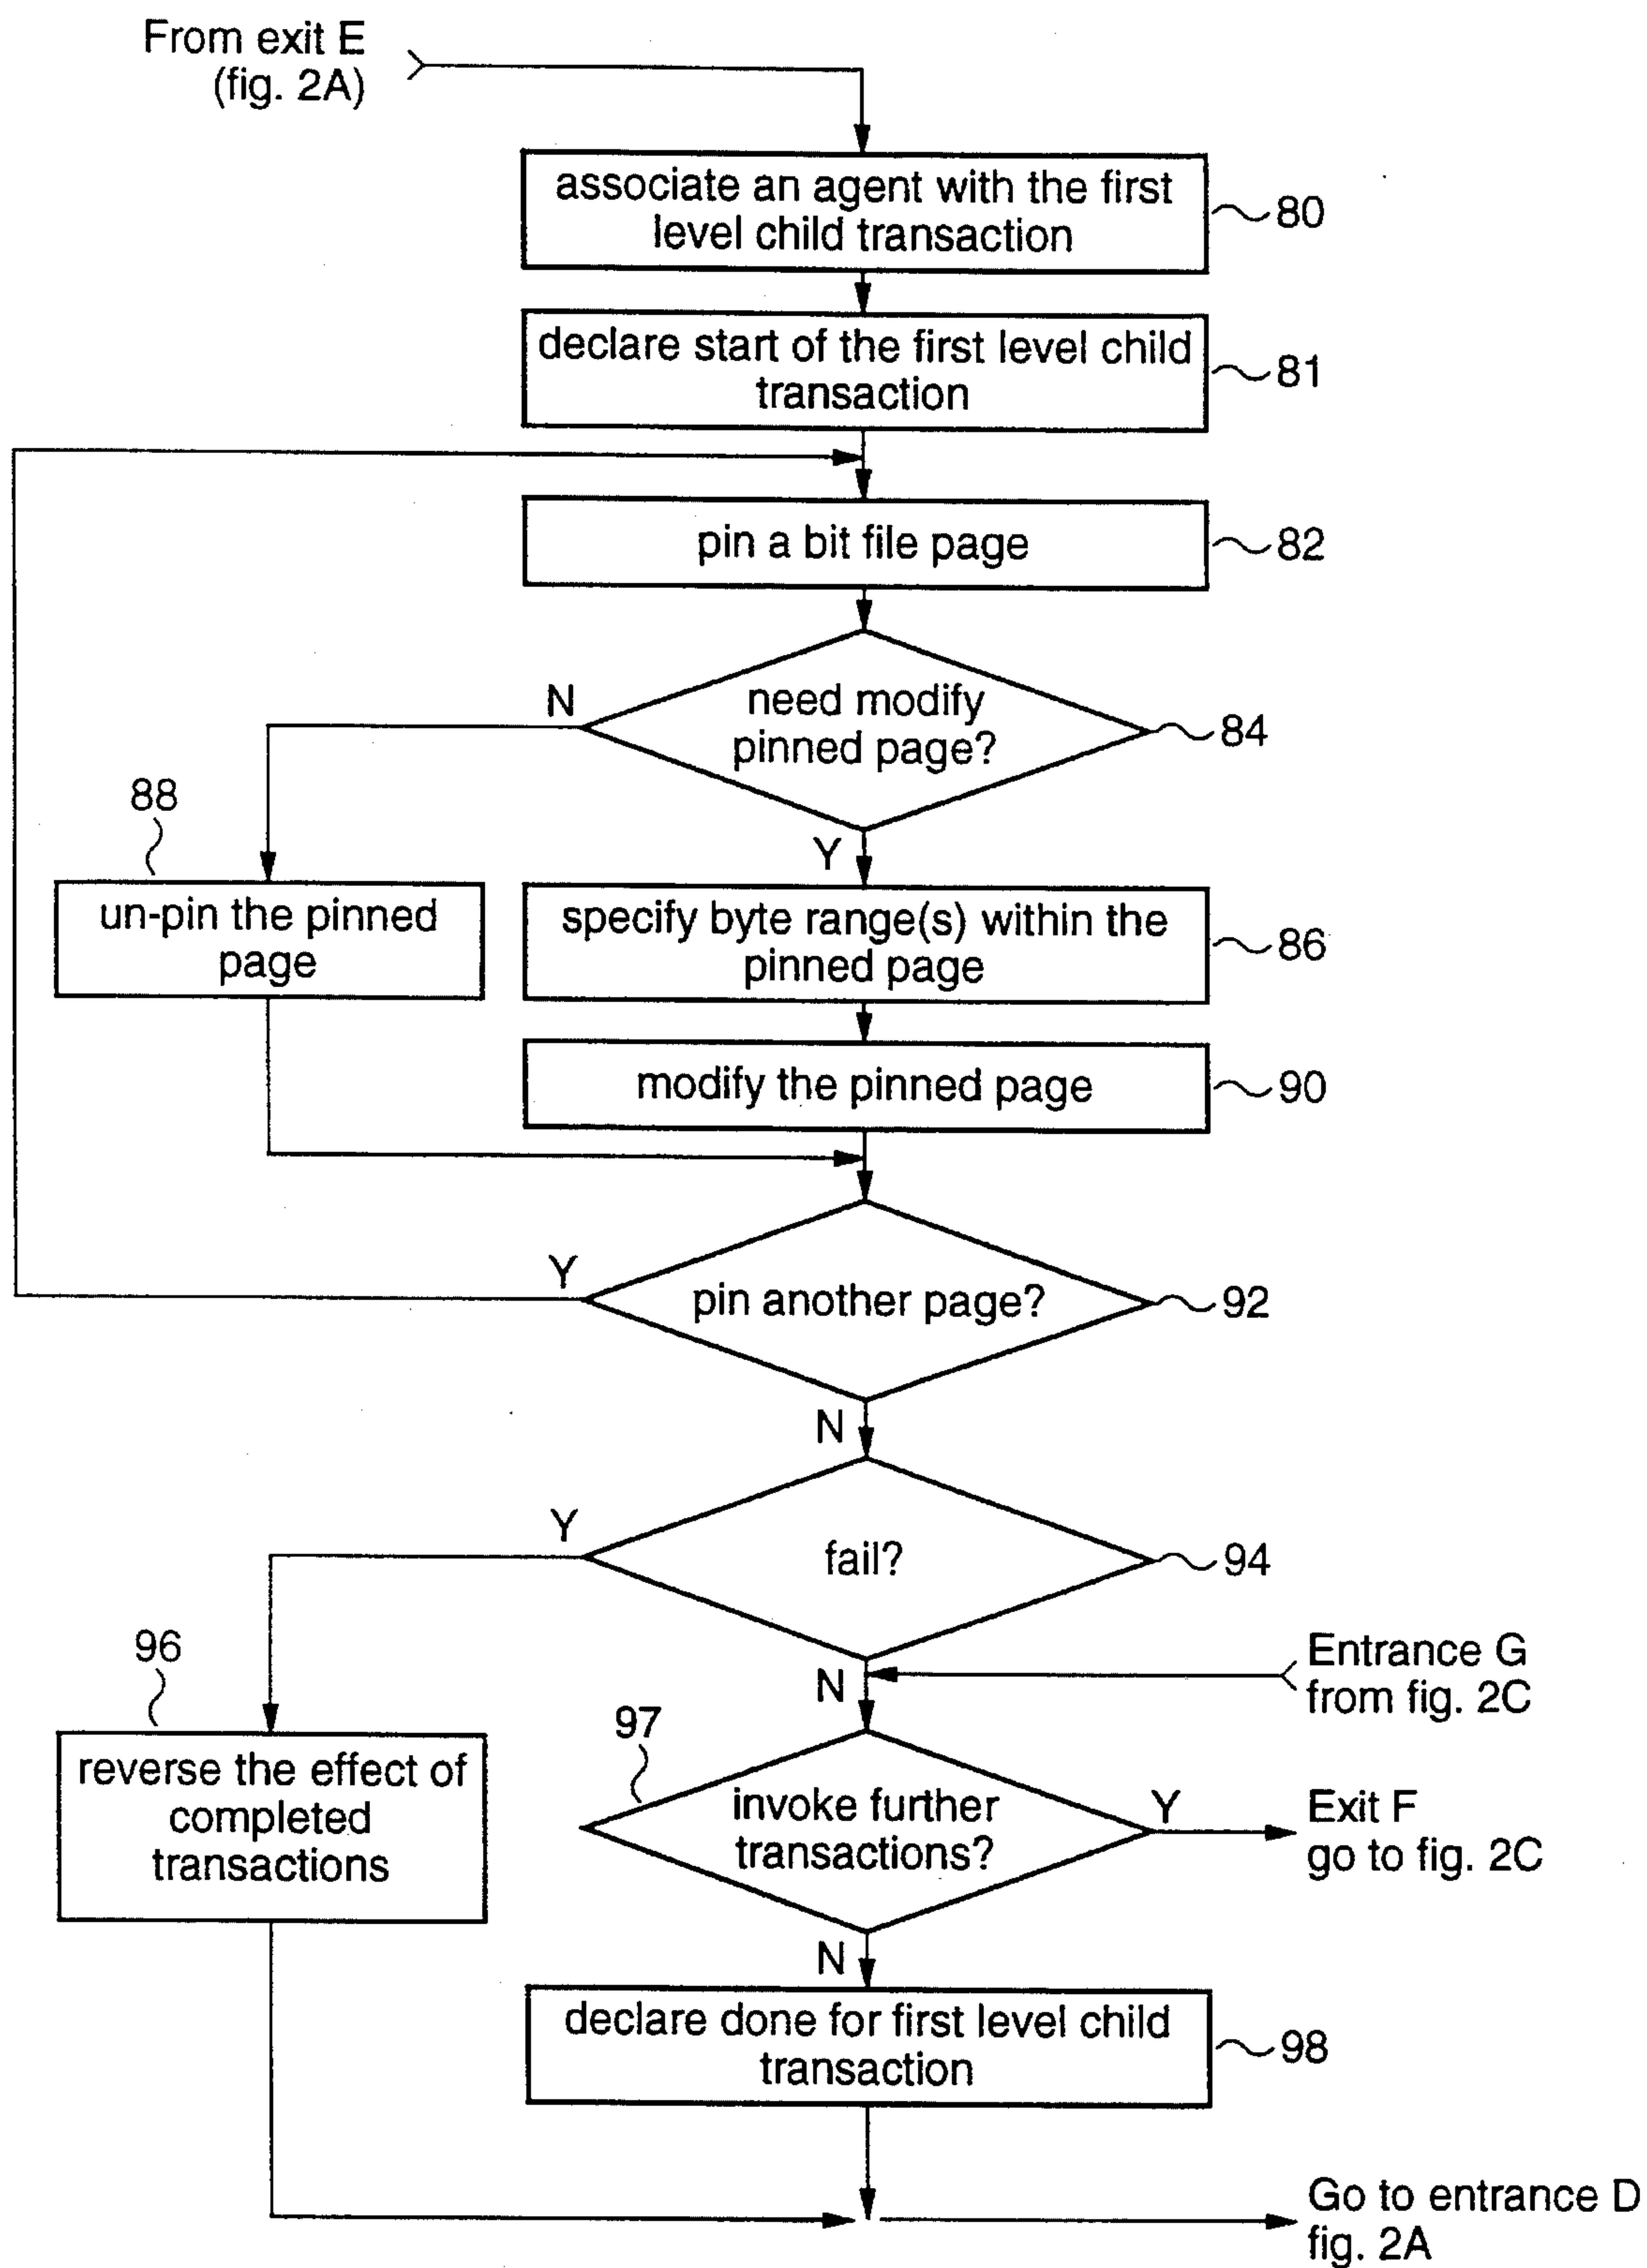 From exit E
(fig. 2A)
associate an agent with the first
level child transaction
80
declare start of the first level child
transaction
81
pin a bit file page
82
N
need modify
pinned page?
84
88
Y
un-pin the pinned
page
specify byte range(s) within the
pinned page
86
modify the pinned page
90
Y
pin another page?
92
N
Y
fail?
94
96
N
Entrance G
from fig. 2C
97
reverse the effect of
completed
transactions
invoke further
transactions?
Y
Exit F
go to fig. 2C
N
declare done for first level child
transaction
98
Go to entrance D
fig. 2A